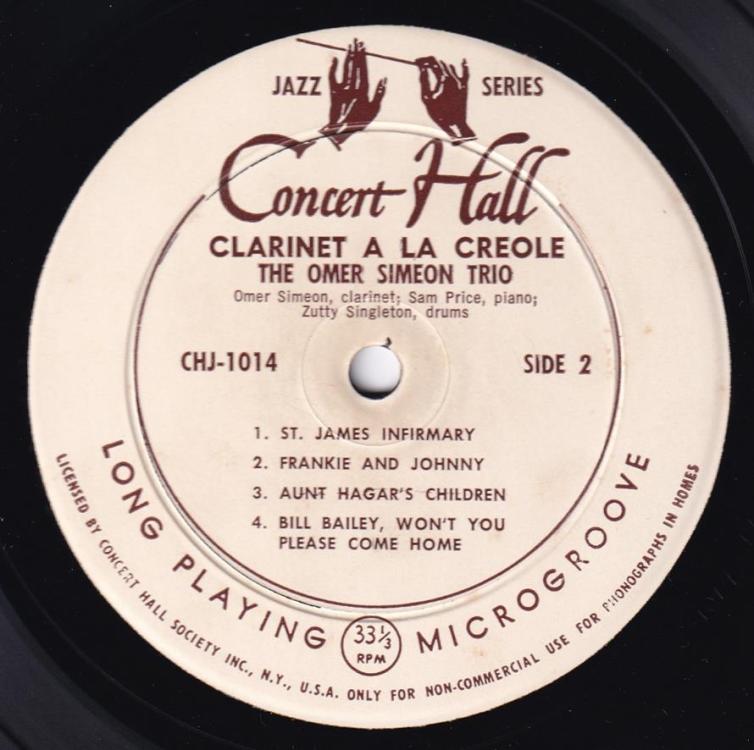 JAZZ SERIES
Concert Hall
CLARINET A LA CREOLE
THE OMER SIMEON TRIO
Omer Simeon, clarinet; Sam Price, piano;
Zutty Singleton, drums
CHJ-1014 SIDE 2
1. ST. JAMES INFIRMARY
2. FRANKIE AND JOHNNY
3. AUNT HAGAR'S CHILDREN
4. BILL BAILEY, WON'T YOU
PLEASE COME HOME
LONG PLAYING 33⅓ RPM MICROGROOVE
LICENSED BY CONCERT HALL SOCIETY INC., N.Y., U.S.A. ONLY FOR NON-COMMERCIAL USE FOR PHONOGRAPHS IN HOMES